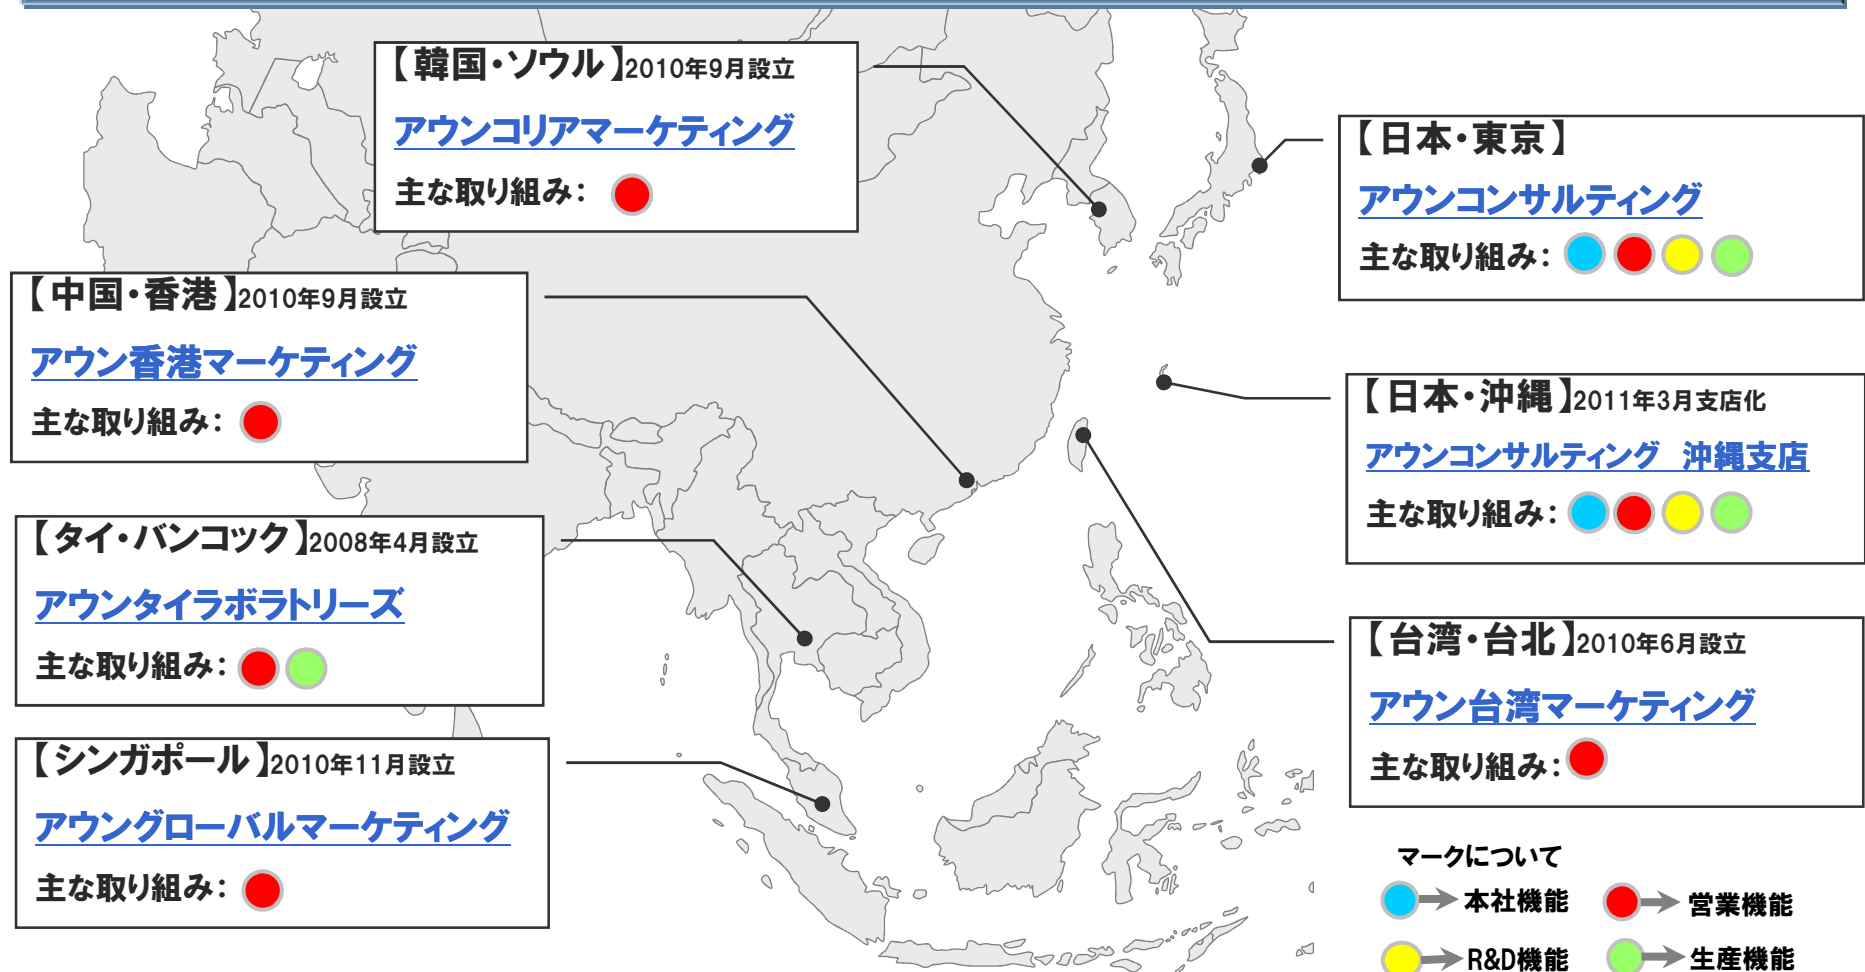 【韓国・ソウル】2010年9月設立
アウンコリアマーケティング
主な取り組み：
【中国・香港】2010年9月設立
アウン香港マーケティング
主な取り組み：
【タイ・バンコック】2008年4月設立
アウンタイラボラトリーズ
主な取り組み：
【シンガポール】2010年11月設立
アウングローバルマーケティング
主な取り組み：
【日本・東京】
アウンコンサルティング
主な取り組み：
【日本・沖縄】2011年3月支店化
アウンコンサルティング　沖縄支店
主な取り組み：
【台湾・台北】2010年6月設立
アウン台湾マーケティング
主な取り組み：
マークについて
本社機能
営業機能
R&D機能
生産機能